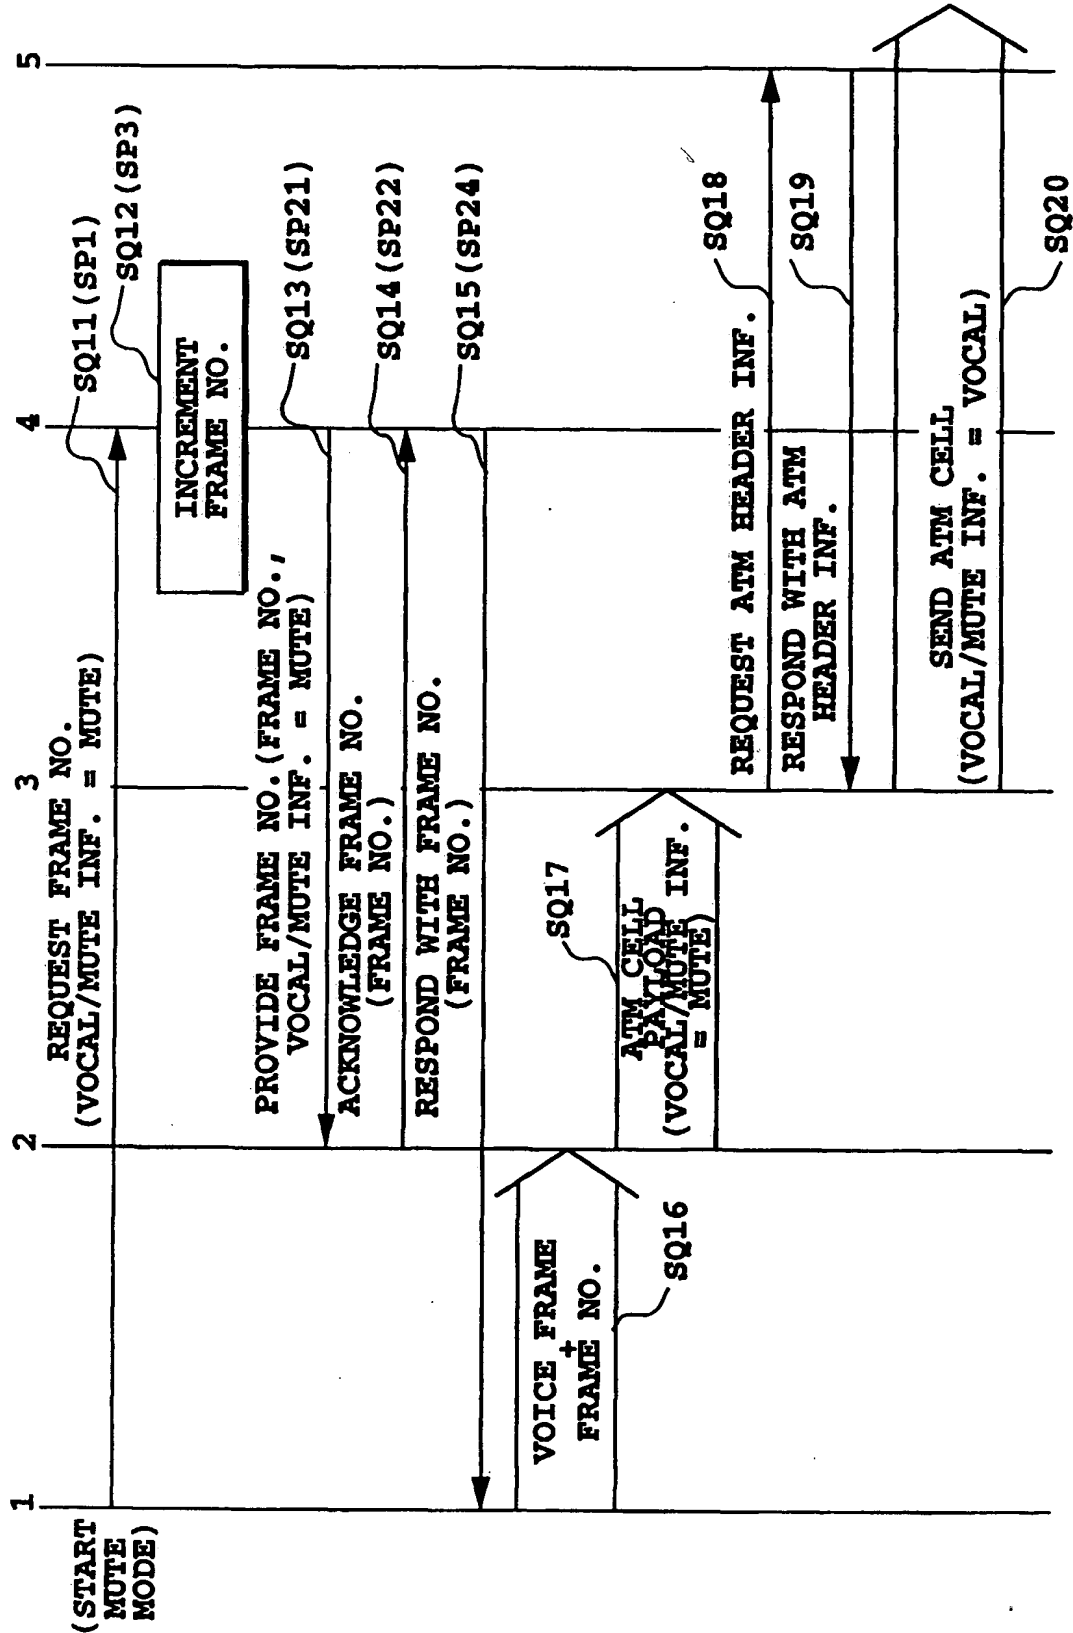 1
2
3
4
5
(START
MUTE
MODE)
REQUEST FRAME NO.
(VOCAL/MUTE INF. = MUTE)
SQ11(SP1)
SQ12(SP3)
INCREMENT
FRAME NO.
PROVIDE FRAME NO.(FRAME NO.,
VOCAL/MUTE INF. = MUTE)
SQ13(SP21)
ACKNOWLEDGE FRAME NO.
(FRAME NO.)
SQ14(SP22)
RESPOND WITH FRAME NO.
(FRAME NO.)
SQ15(SP24)
VOICE FRAME
+
FRAME NO.
SQ16
SQ17
ATM CELL
PAYLOAD
(VOCAL/MUTE INF.
= MUTE)
REQUEST ATM HEADER INF.
SQ18
RESPOND WITH ATM
HEADER INF.
SQ19
SEND ATM CELL
(VOCAL/MUTE INF. = VOCAL)
SQ20